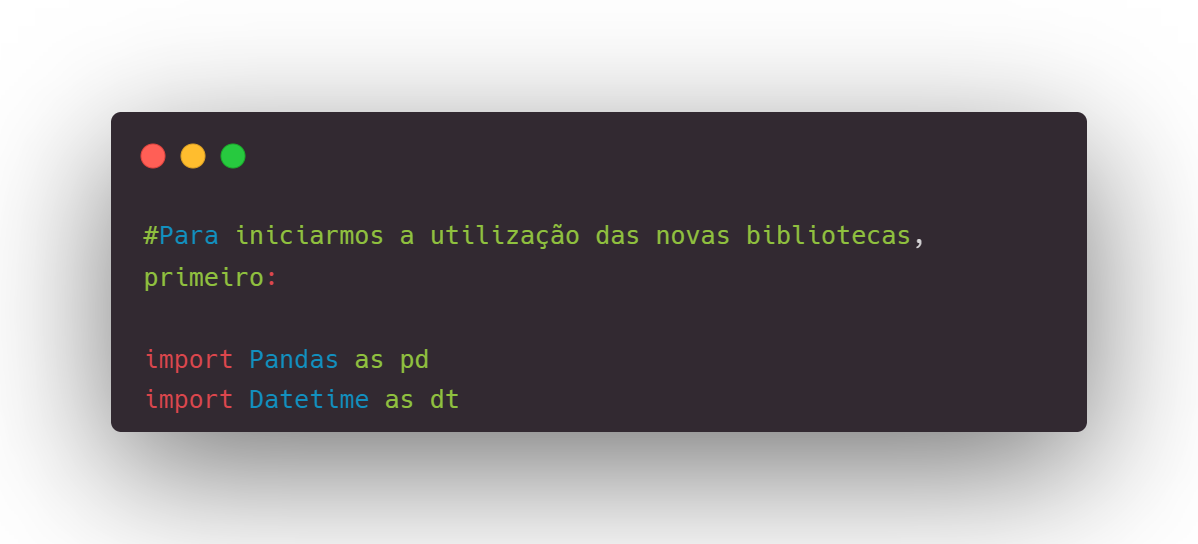 #Para iniciarmos a utilização das novas bibliotecas,
primeiro:
import Pandas as pd
import Datetime as dt